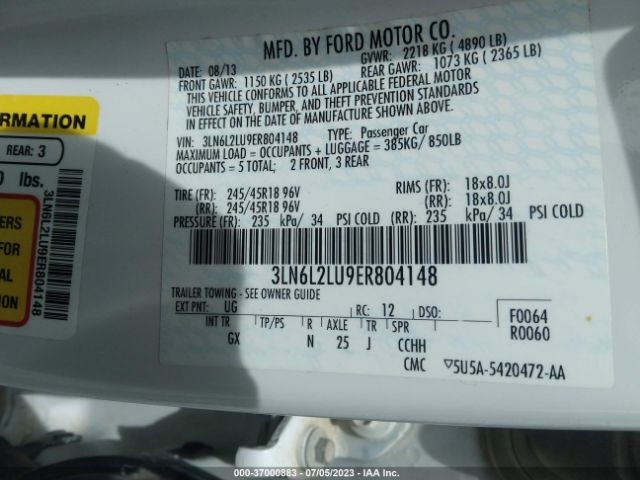 MFD. BY FORD MOTOR CO.
DATE: 08/13
GVWR: 2218 KG ( 4890 LB)
FRONT GAWR: 1150 KG ( 2535 LB)
REAR GAWR: 1073 KG ( 2365 LB)
THIS VEHICLE CONFORMS TO ALL APPLICABLE FEDERAL MOTOR
VEHICLE SAFETY, BUMPER, AND THEFT PREVENTION STANDARDS
IN EFFECT ON THE DATE OF MANUFACTURE SHOWN ABOVE.
VIN: 3LN6L2LU9ER804148 TYPE: Passenger Car
MAXIMUM LOAD = OCCUPANTS + LUGGAGE = 385KG/ 850LB
OCCUPANTS = 5 TOTAL; 2 FRONT, 3 REAR
TIRE (FR): 245/45R18 96V RIMS (FR): 18x8.0J
(RR): 245/45R18 96V (RR): 18x8.0J
PRESSURE (FR): 235 kPa/ 34 PSI COLD (RR): 235 kPa/ 34 PSI COLD
3LN6L2LU9ER804148
TRAILER TOWING - SEE OWNER GUIDE
EXT PNT: UG RC: 12 DSO:
F0064
R0060
INT TR TP/PS R AXLE TR SPR
GX N 25 J CCHH
CMC 5U5A-5420472-AA
FORMATION
REAR: 3
0 lbs.
3LN6L2LU9ER804148
ERS
FOR
AL
TION
000-37000883 - 07/05/2023 - IAA Inc.